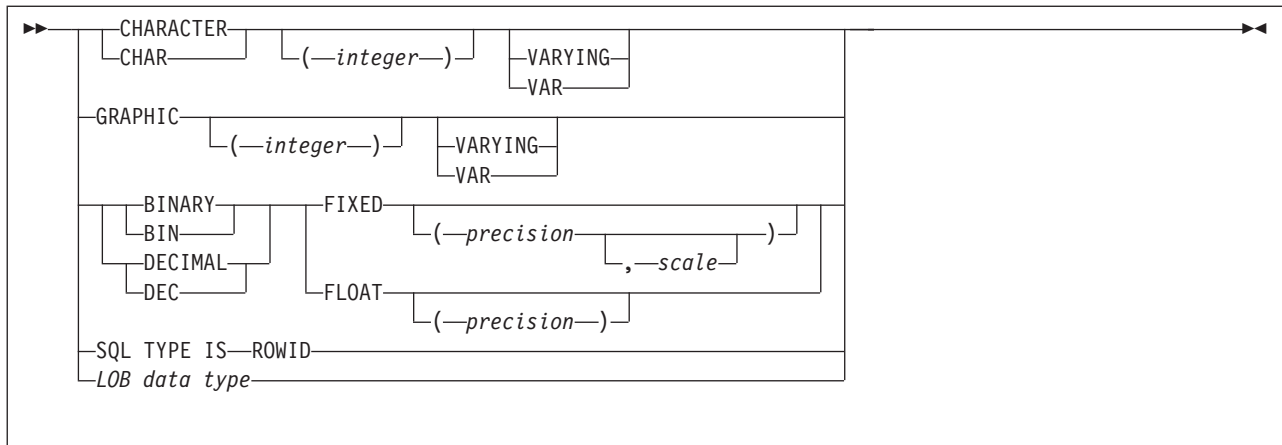 CHARACTER
CHAR
( integer )
VARYING
VAR
GRAPHIC
( integer )
VARYING
VAR
BINARY
BIN
DECIMAL
DEC
FIXED
( precision , scale )
FLOAT
( precision )
SQL TYPE IS ROWID
LOB data type